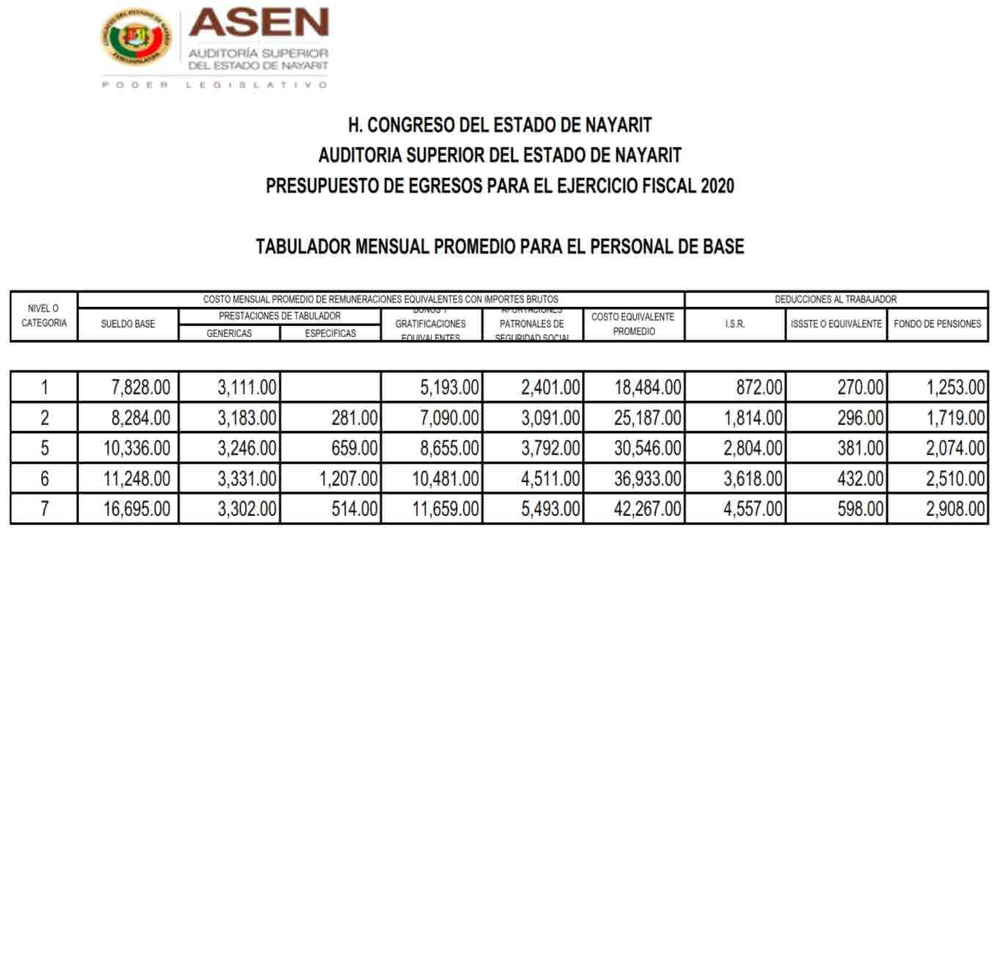 ASEN
AUDITORÍA SUPERIOR
DEL ESTADO DE NAYARIT
PODER LEGISLATIVO
H. CONGRESO DEL ESTADO DE NAYARIT
AUDITORIA SUPERIOR DEL ESTADO DE NAYARIT
PRESUPUESTO DE EGRESOS PARA EL EJERCICIO FISCAL 2020
TABULADOR MENSUAL PROMEDIO PARA EL PERSONAL DE BASE
NIVEL O CATEGORIA
COSTO MENSUAL PROMEDIO DE REMUNERACIONES EQUIVALENTES CON IMPORTES BRUTOS
DEDUCCIONES AL TRABAJADOR
SUELDO BASE
PRESTACIONES DE TABULADOR
GENERICAS
ESPECIFICAS
BONOS Y
GRATIFICACIONES
EQUIVALENTES
APORTACIONES
PATRONALES DE
SEGURIDAD SOCIAL
COSTO EQUIVALENTE
PROMEDIO
I.S.R.
ISSSTE O EQUIVALENTE
FONDO DE PENSIONES
1 7,828.00 3,111.00 5,193.00 2,401.00 18,484.00 872.00 270.00 1,253.00
2 8,284.00 3,183.00 281.00 7,090.00 3,091.00 25,187.00 1,814.00 296.00 1,719.00
5 10,336.00 3,246.00 659.00 8,655.00 3,792.00 30,546.00 2,804.00 381.00 2,074.00
6 11,248.00 3,331.00 1,207.00 10,481.00 4,511.00 36,933.00 3,618.00 432.00 2,510.00
7 16,695.00 3,302.00 514.00 11,659.00 5,493.00 42,267.00 4,557.00 598.00 2,908.00